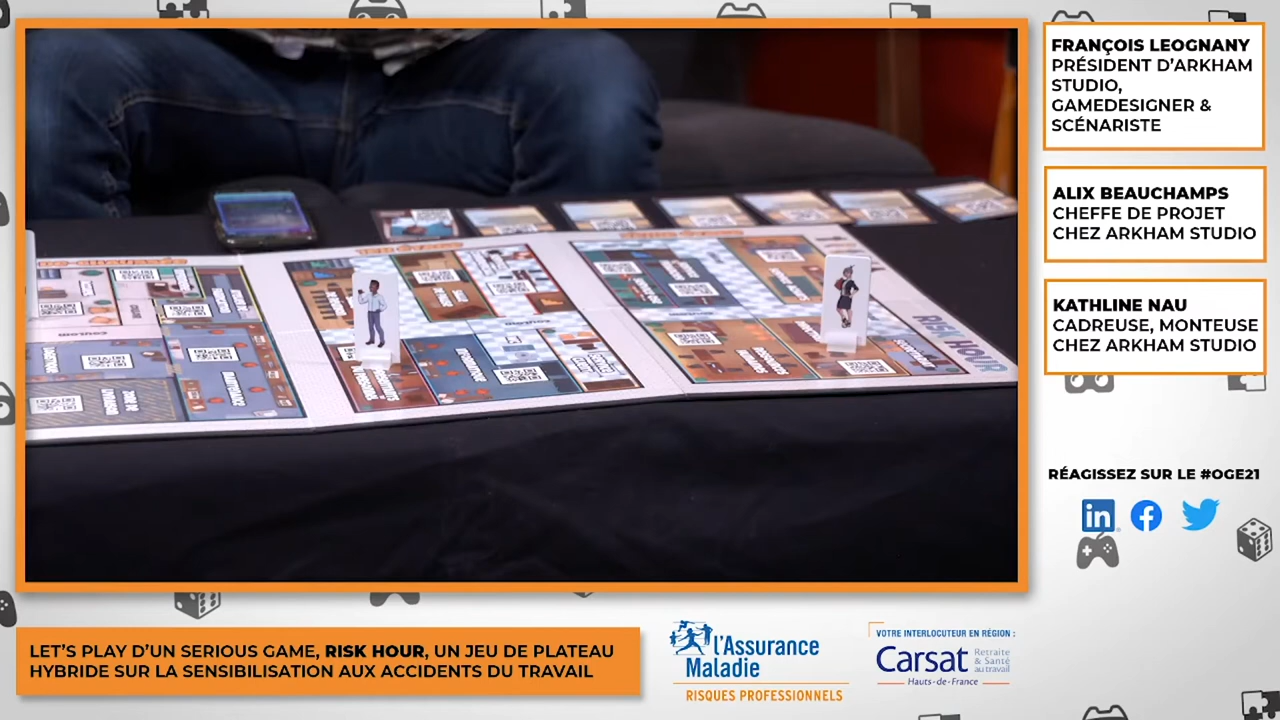 FRANÇOIS LEOGNANY
PRÉSIDENT D'ARKHAM
STUDIO,
GAMEDESIGNER &
SCÉNARISTE
ALIX BEAUCHAMPS
CHEFFE DE PROJET
CHEZ ARKHAM STUDIO
KATHLINE NAU
CADREUSE, MONTEUSE
CHEZ ARKHAM STUDIO
RÉAGISSEZ SUR LE #OGE21
in
RISK HOUR
COULOIR
LET'S PLAY D'UN SERIOUS GAME, RISK HOUR, UN JEU DE PLATEAU
HYBRIDE SUR LA SENSIBILISATION AUX ACCIDENTS DU TRAVAIL
l'Assurance
Maladie
RISQUES PROFESSIONNELS
VOTRE INTERLOCUTEUR EN RÉGION :
Carsat
Retraite
& Santé
au travail
Hauts-de-France